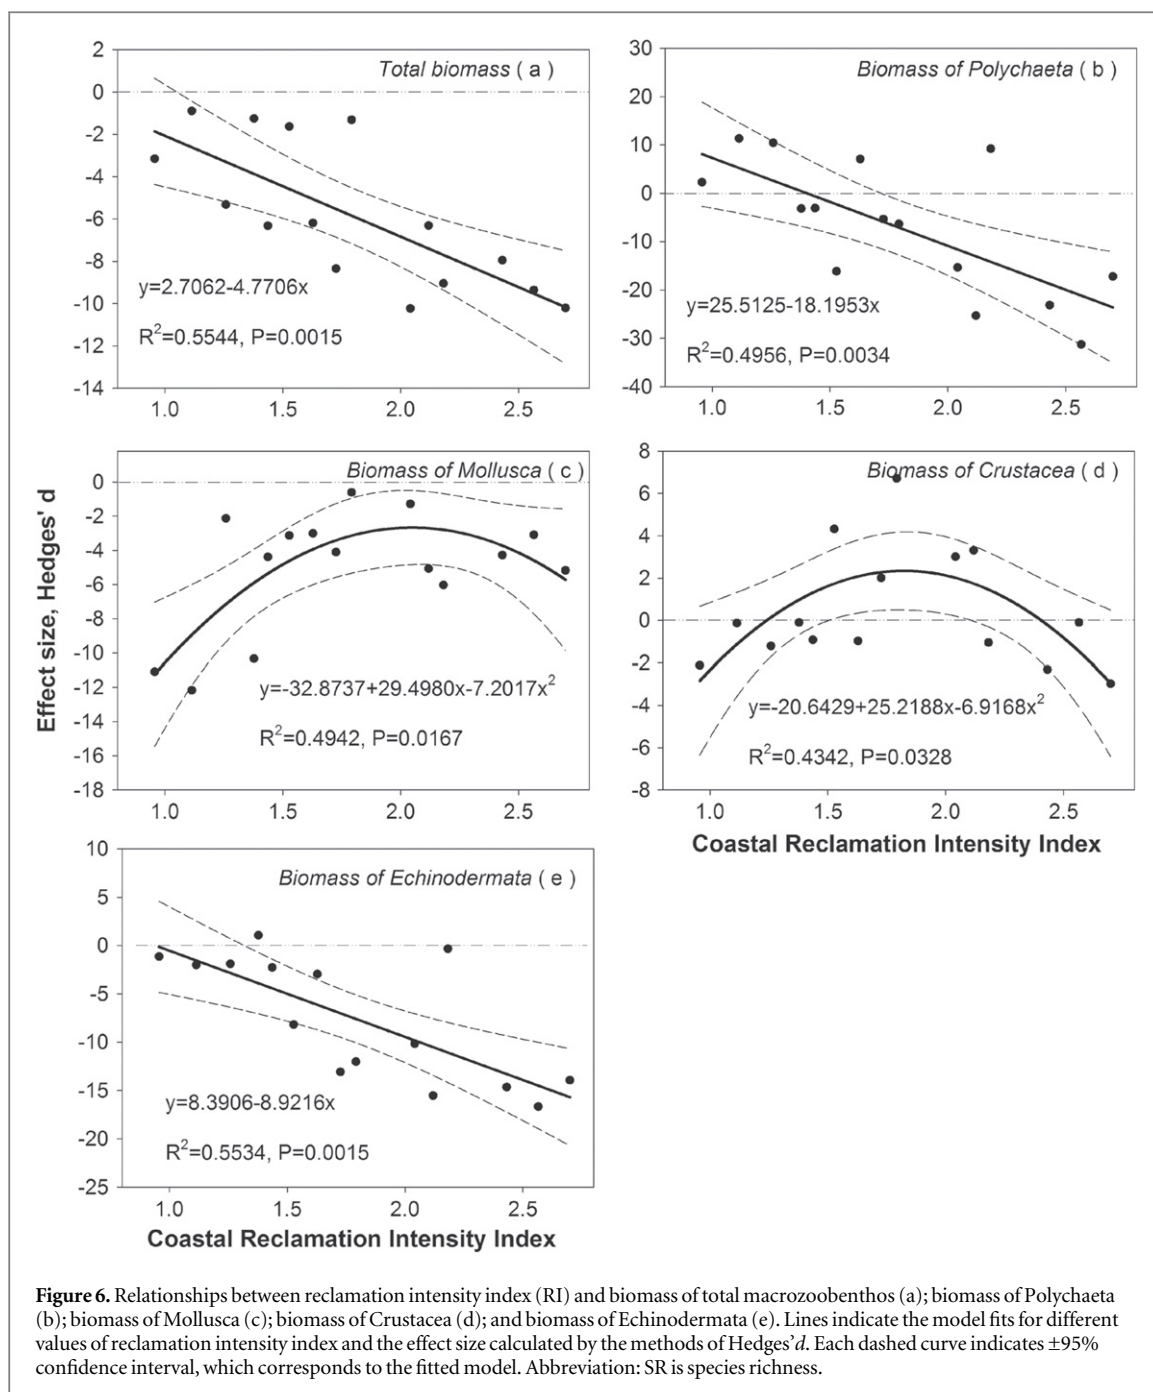 Total biomass ( a )
2
0
-2
-4
-6
-8
-10
-12
-14
y=2.7062-4.7706x
R²=0.5544, P=0.0015
1.0 1.5 2.0 2.5
Biomass of Polychaeta ( b )
30
20
10
0
-10
-20
-30
-40
y=25.5125-18.1953x
R²=0.4956, P=0.0034
1.0 1.5 2.0 2.5
Effect size, Hedges' d
Biomass of Mollusca ( c )
0
-2
-4
-6
-8
-10
-12
-14
-16
-18
y=-32.8737+29.4980x-7.2017x²
R²=0.4942, P=0.0167
1.0 1.5 2.0 2.5
Biomass of Crustacea ( d )
8
6
4
2
0
-2
-4
-6
-8
y=-20.6429+25.2188x-6.9168x²
R²=0.4342, P=0.0328
1.0 1.5 2.0 2.5
Coastal Reclamation Intensity Index
Biomass of Echinodermata ( e )
10
5
0
-5
-10
-15
-20
-25
y=8.3906-8.9216x
R²=0.5534, P=0.0015
1.0 1.5 2.0 2.5
Coastal Reclamation Intensity Index
Figure 6. Relationships between reclamation intensity index (RI) and biomass of total macrozoobenthos (a); biomass of Polychaeta
(b); biomass of Mollusca (c); biomass of Crustacea (d); and biomass of Echinodermata (e). Lines indicate the model fits for different
values of reclamation intensity index and the effect size calculated by the methods of Hedges'd. Each dashed curve indicates ±95%
confidence interval, which corresponds to the fitted model. Abbreviation: SR is species richness.